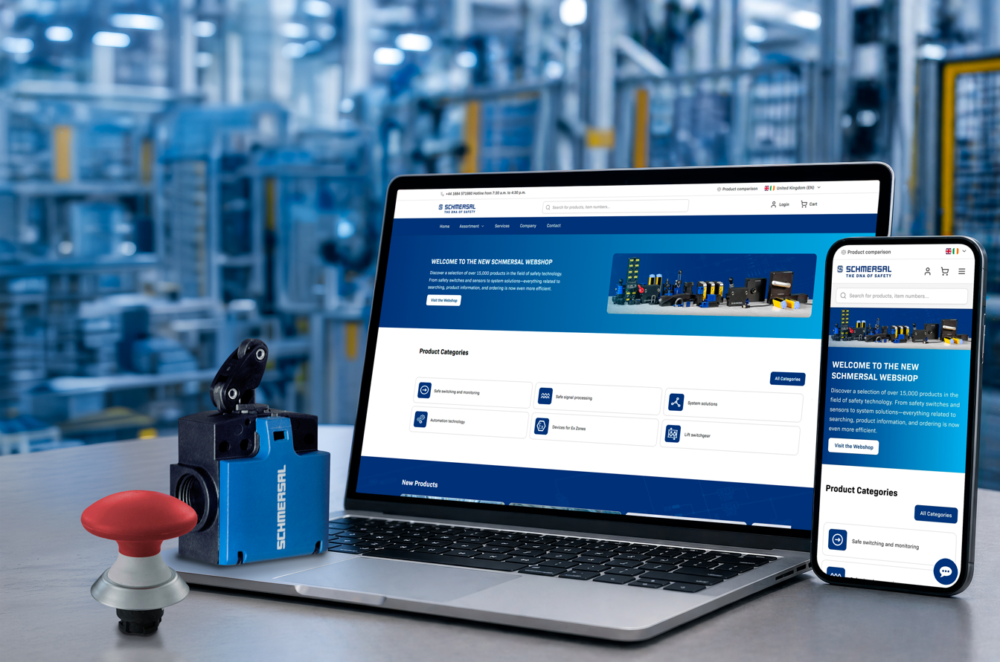 +44 1684 571980 Hotline from 7:30 a.m. to 4:30 p.m.
Product comparison
United Kingdom (EN)
SCHMERSAL
THE DNA OF SAFETY
Search for products, item numbers...
Login
Cart
Home
Assortment
Services
Company
Contact
WELCOME TO THE NEW SCHMERSAL WEBSHOP
Discover a selection of over 15,000 products in the field of safety technology.
From safety switches and sensors to system solutions—everything related to
searching, product information, and ordering is now even more efficient.
Visit the Webshop
Product Categories
All Categories
Safe switching and monitoring
Safe signal processing
System solutions
Automation technology
Devices for Ex Zones
Lift switchgear
New Products
Product comparison
SCHMERSAL
THE DNA OF SAFETY
Search for products, item numbers...
WELCOME TO THE NEW
SCHMERSAL WEBSHOP
Discover a selection of over 15,000 products in the
field of safety technology. From safety switches and
sensors to system solutions—everything related to
searching, product information, and ordering is now
even more efficient.
Visit the Webshop
Product Categories
All Categories
Safe switching and monitoring
SCHMERSAL